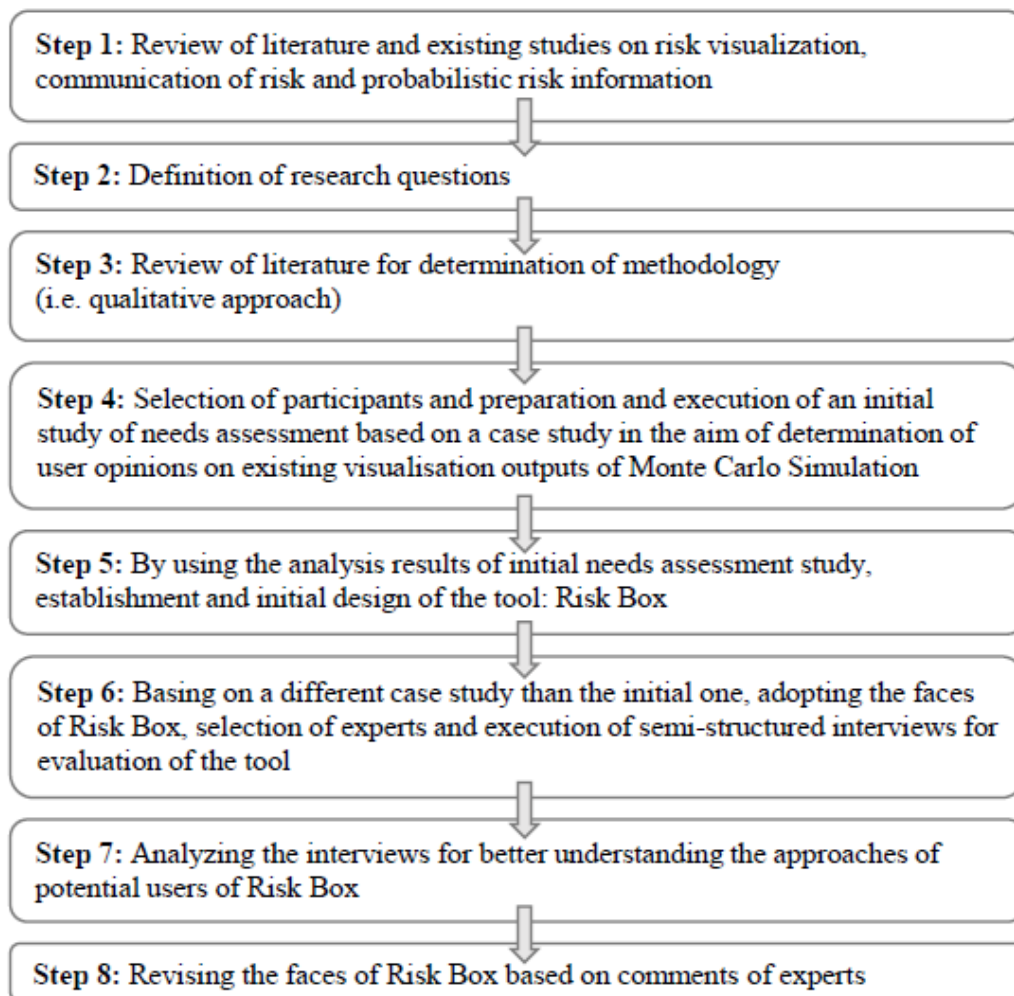 Step 1: Review of literature and existing studies on risk visualization,
communication of risk and probabilistic risk information
Step 2: Definition of research questions
Step 3: Review of literature for determination of methodology
(i.e. qualitative approach)
Step 4: Selection of participants and preparation and execution of an initial
study of needs assessment based on a case study in the aim of determination of
user opinions on existing visualisation outputs of Monte Carlo Simulation
Step 5: By using the analysis results of initial needs assessment study,
establishment and initial design of the tool: Risk Box
Step 6: Basing on a different case study than the initial one, adopting the faces
of Risk Box, selection of experts and execution of semi-structured interviews for
evaluation of the tool
Step 7: Analyzing the interviews for better understanding the approaches of
potential users of Risk Box
Step 8: Revising the faces of Risk Box based on comments of experts